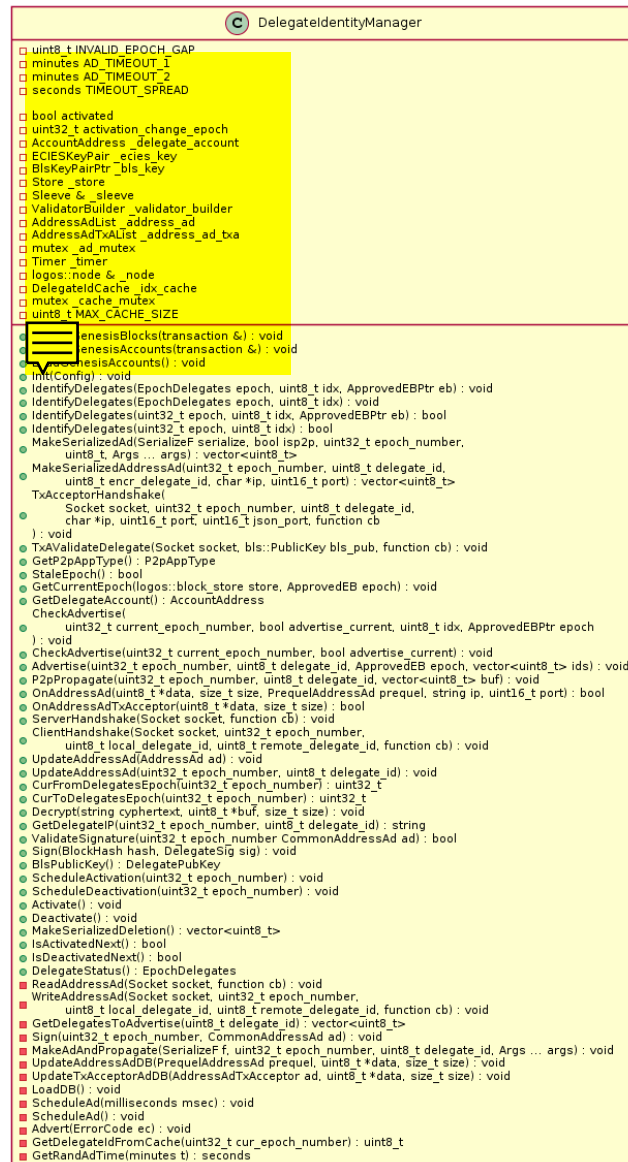 C DelegateIdentityManager
uint8_t INVALID_EPOCH_GAP
minutes AD_TIMEOUT_1
minutes AD_TIMEOUT_2
seconds TIMEOUT_SPREAD
bool activated
uint32_t activation_change_epoch
AccountAddress _delegate_account
ECIESKeyPair _ecies_key
BlsKeyPairPtr _bls_key
Store _store
Sleeve & _sleeve
ValidatorBuilder _validator_builder
AddressAdList _address_ad
AddressAdTxAList _address_ad_txa
mutex _ad_mutex
Timer _timer
logos::node & _node
DelegateIdCache _idx_cache
mutex _cache_mutex
uint8_t MAX_CACHE_SIZE
enesisBlocks(transaction &) : void
enesisAccounts(transaction &) : void
esisAccounts() : void
Init(Config) : void
IdentifyDelegates(EpochDelegates epoch, uint8_t idx, ApprovedEBPtr eb) : void
IdentifyDelegates(EpochDelegates epoch, uint8_t idx) : void
IdentifyDelegates(uint32_t epoch, uint8_t idx, ApprovedEBPtr eb) : bool
IdentifyDelegates(uint32_t epoch, uint8_t idx) : bool
MakeSerializedAd(SerializeF serialize, bool isp2p, uint32_t epoch_number,
uint8_t, Args ... args) : vector<uint8_t>
MakeSerializedAddressAd(uint32_t epoch_number, uint8_t delegate_id,
uint8_t encr_delegate_id, char *ip, uint16_t port) : vector<uint8_t>
TxAcceptorHandshake(
Socket socket, uint32_t epoch_number, uint8_t delegate_id,
char *ip, uint16_t port, uint16_t json_port, function cb
) : void
TxAValidateDelegate(Socket socket, bls::PublicKey bls_pub, function cb) : void
GetP2pAppType() : P2pAppType
StaleEpoch() : bool
GetCurrentEpoch(logos::block_store store, ApprovedEB epoch) : void
GetDelegateAccount() : AccountAddress
CheckAdvertise(
uint32_t current_epoch_number, bool advertise_current, uint8_t idx, ApprovedEBPtr epoch
) : void
CheckAdvertise(uint32_t current_epoch_number, bool advertise_current) : void
Advertise(uint32_t epoch_number, uint8_t delegate_id, ApprovedEB epoch, vector<uint8_t> ids) : void
P2pPropagate(uint32_t epoch_number, uint8_t delegate_id, vector<uint8_t> buf) : void
OnAddressAd(uint8_t *data, size_t size, PrequelAddressAd prequel, string ip, uint16_t port) : bool
OnAddressAdTxAcceptor(uint8_t *data, size_t size) : bool
ServerHandshake(Socket socket, function cb) : void
ClientHandshake(Socket socket, uint32_t epoch_number,
uint8_t local_delegate_id, uint8_t remote_delegate_id, function cb) : void
UpdateAddressAd(AddressAd ad) : void
UpdateAddressAd(uint32_t epoch_number, uint8_t delegate_id) : void
CurFromDelegatesEpoch(uint32_t epoch_number) : uint32_t
CurToDelegatesEpoch(uint32_t epoch_number) : uint32_t
Decrypt(string cyphertext, uint8_t *buf, size_t size) : void
GetDelegateIP(uint32_t epoch_number, uint8_t delegate_id) : string
ValidateSignature(uint32_t epoch_number CommonAddressAd ad) : bool
Sign(BlockHash hash, DelegateSig sig) : void
BlsPublicKey() : DelegatePubKey
ScheduleActivation(uint32_t epoch_number) : void
ScheduleDeactivation(uint32_t epoch_number) : void
Activate() : void
Deactivate() : void
MakeSerializedDeletion() : vector<uint8_t>
IsActivatedNext() : bool
IsDeactivatedNext() : bool
DelegateStatus() : EpochDelegates
ReadAddressAd(Socket socket, function cb) : void
WriteAddressAd(Socket socket, uint32_t epoch_number,
uint8_t local_delegate_id, uint8_t remote_delegate_id, function cb) : void
GetDelegatesToAdvertise(uint8_t delegate_id) : vector<uint8_t>
Sign(uint32_t epoch_number, CommonAddressAd ad) : void
MakeAdAndPropagate(SerializeF f, uint32_t epoch_number, uint8_t delegate_id, Args ... args) : void
UpdateAddressAdDB(PrequelAddressAd prequel, uint8_t *data, size_t size) : void
UpdateTxAcceptorAdDB(AddressAdTxAcceptor ad, uint8_t *data, size_t size) : void
LoadDB() : void
ScheduleAd(milliseconds msec) : void
ScheduleAd() : void
Advert(ErrorCode ec) : void
GetDelegateIdFromCache(uint32_t cur_epoch_number) : uint8_t
GetRandAdTime(minutes t) : seconds